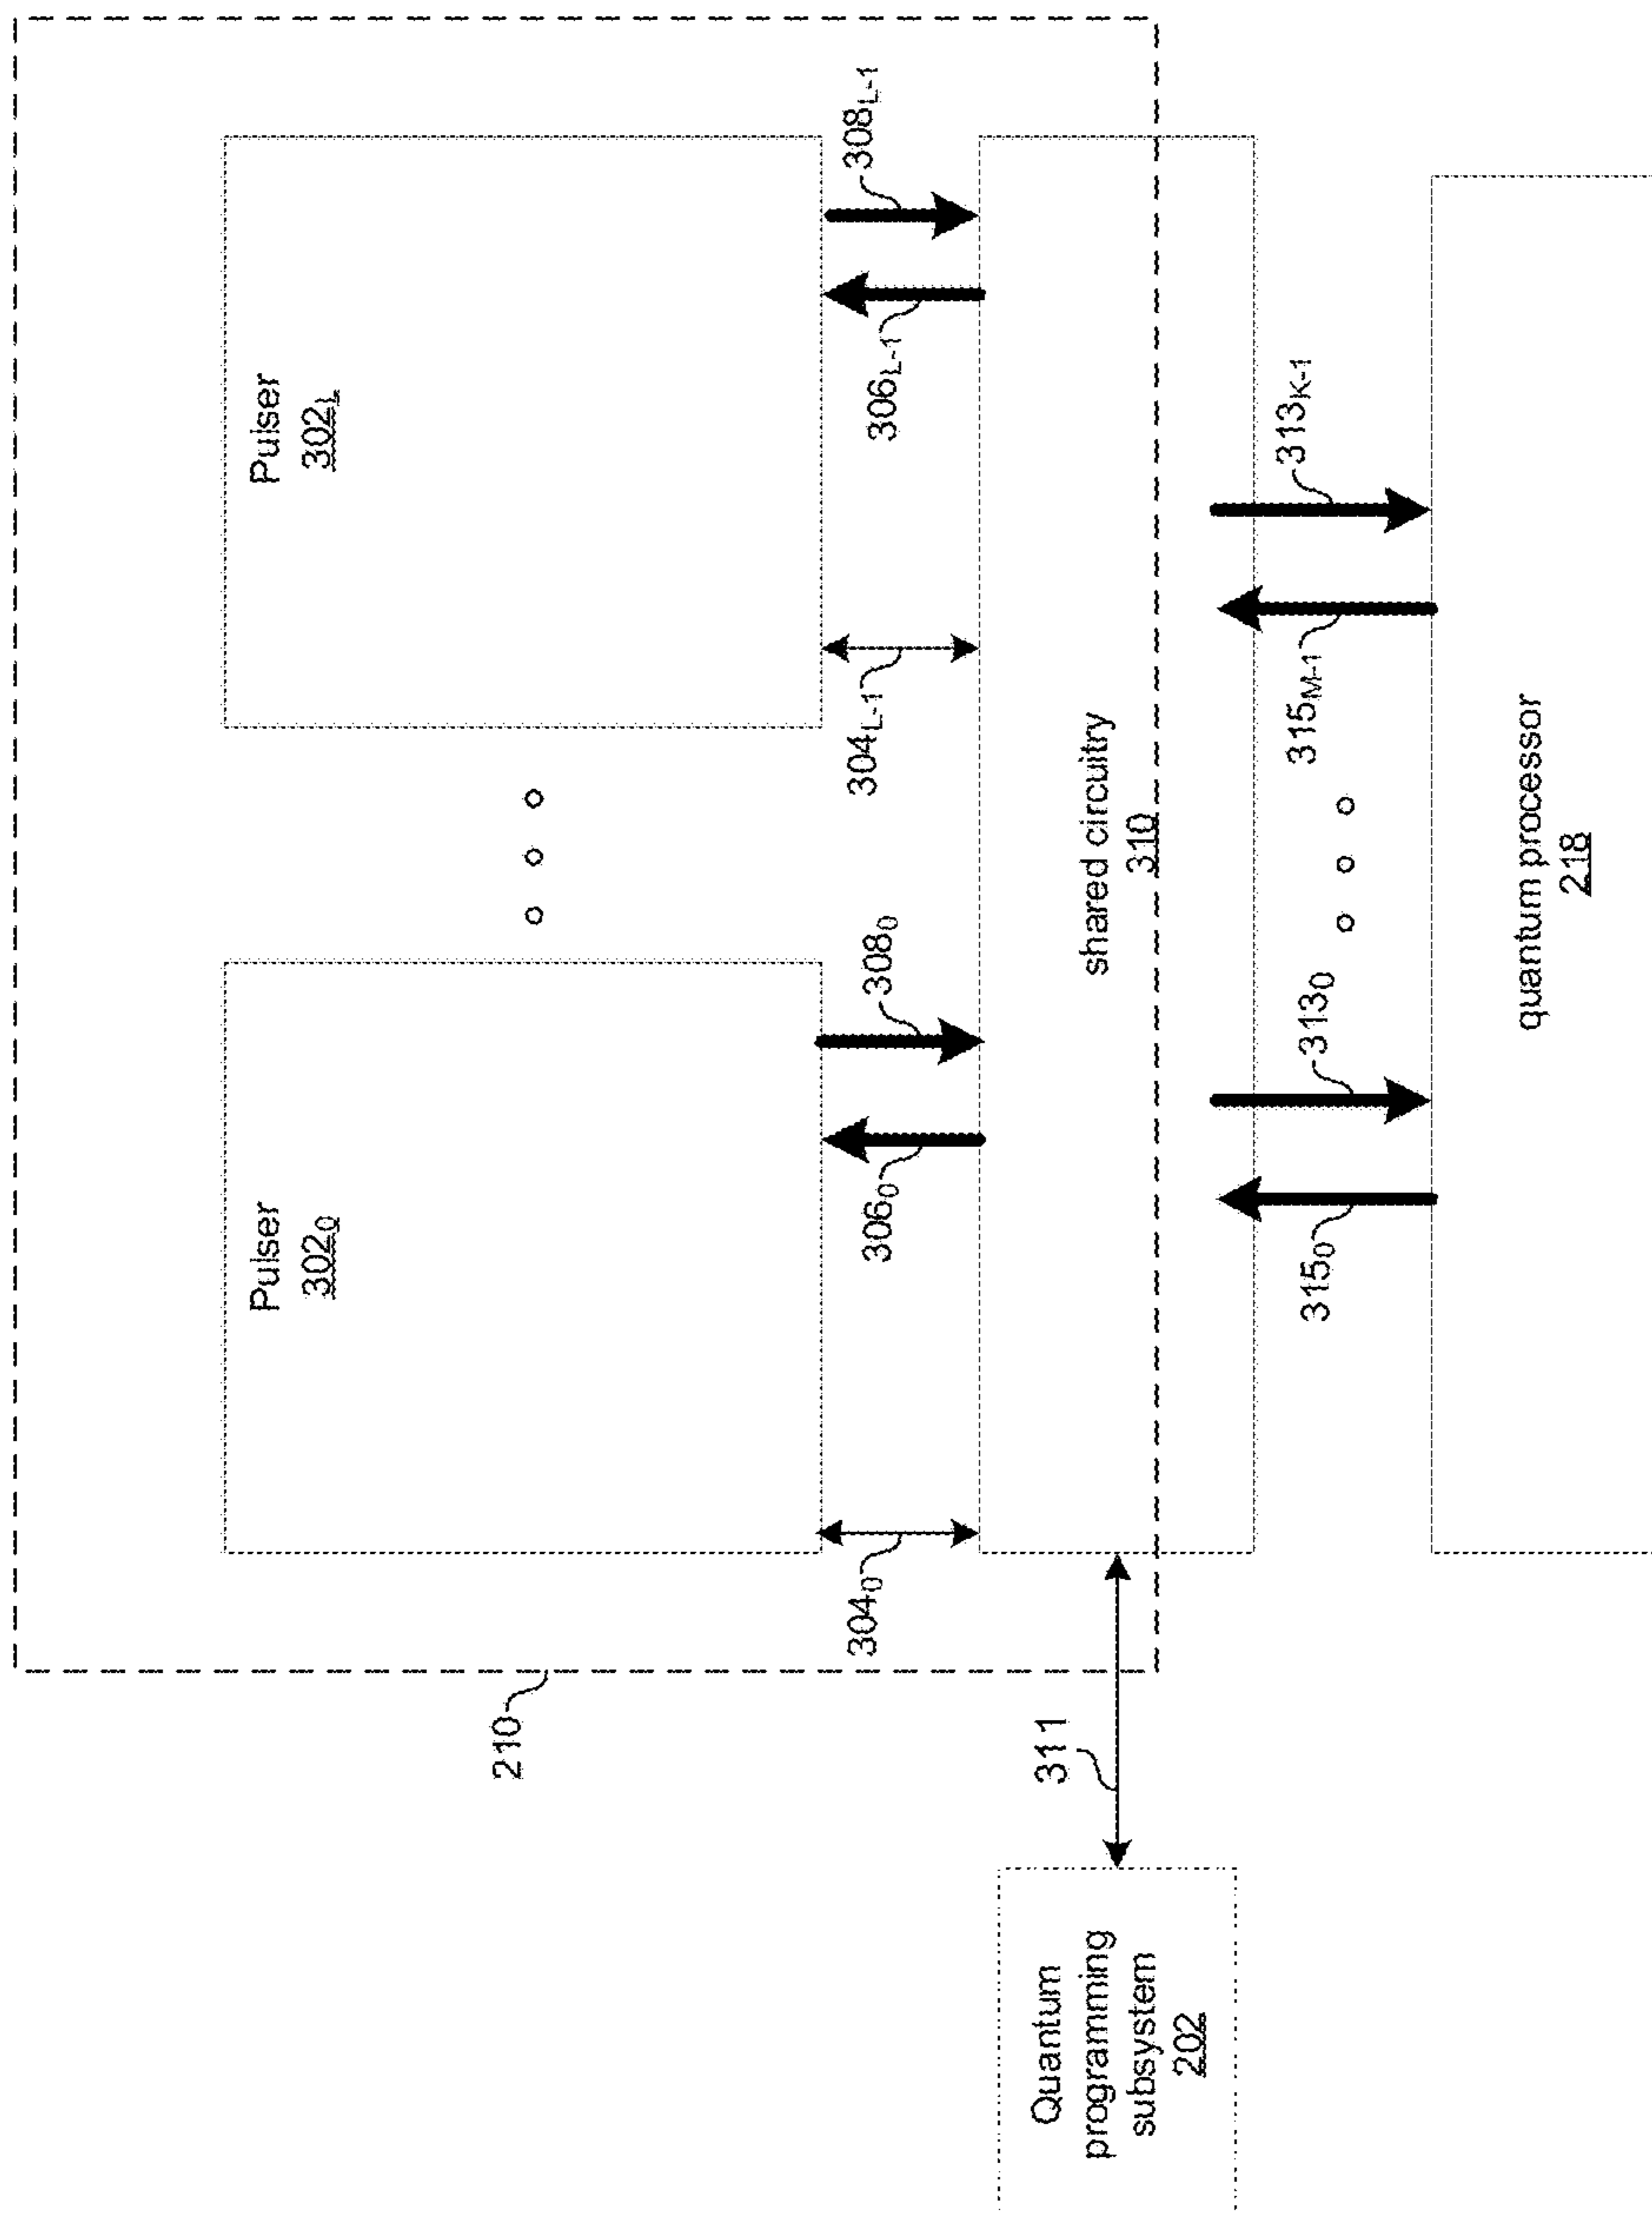 Pulser
302₀
Pulser
302L
210
304₀
306₀
308₀
304L-1
306L-1
308L-1
Quantum
programming
subsystem
202
311
shared circuitry
310
315₀
313₀
315M-1
313K-1
quantum processor
218